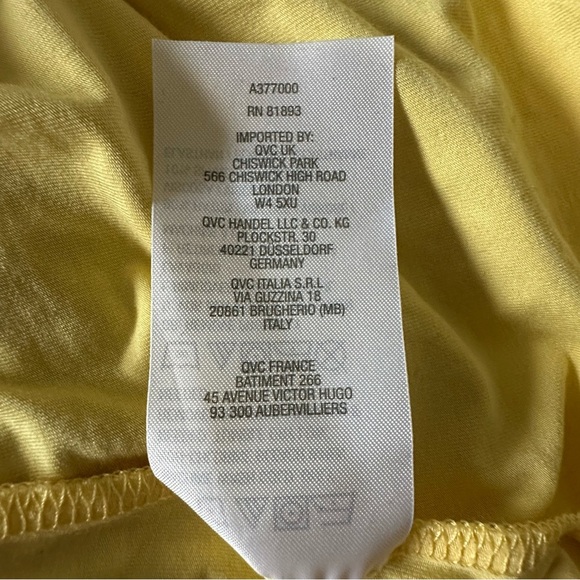 A377000
RN 81893
IMPORTED BY:
QVC UK
CHISWICK PARK
566 CHISWICK HIGH ROAD
LONDON
W4 5XU
QVC HANDEL LLC & CO. KG
PLOCKSTR. 30
40221 DÜSSELDORF
GERMANY
QVC ITALIA S.R.L
VIA GUZZINA 18
20861 BRUGHERIO (MB)
ITALY
QVC FRANCE
BATIMENT 266
45 AVENUE VICTOR HUGO
93 300 AUBERVILLIERS